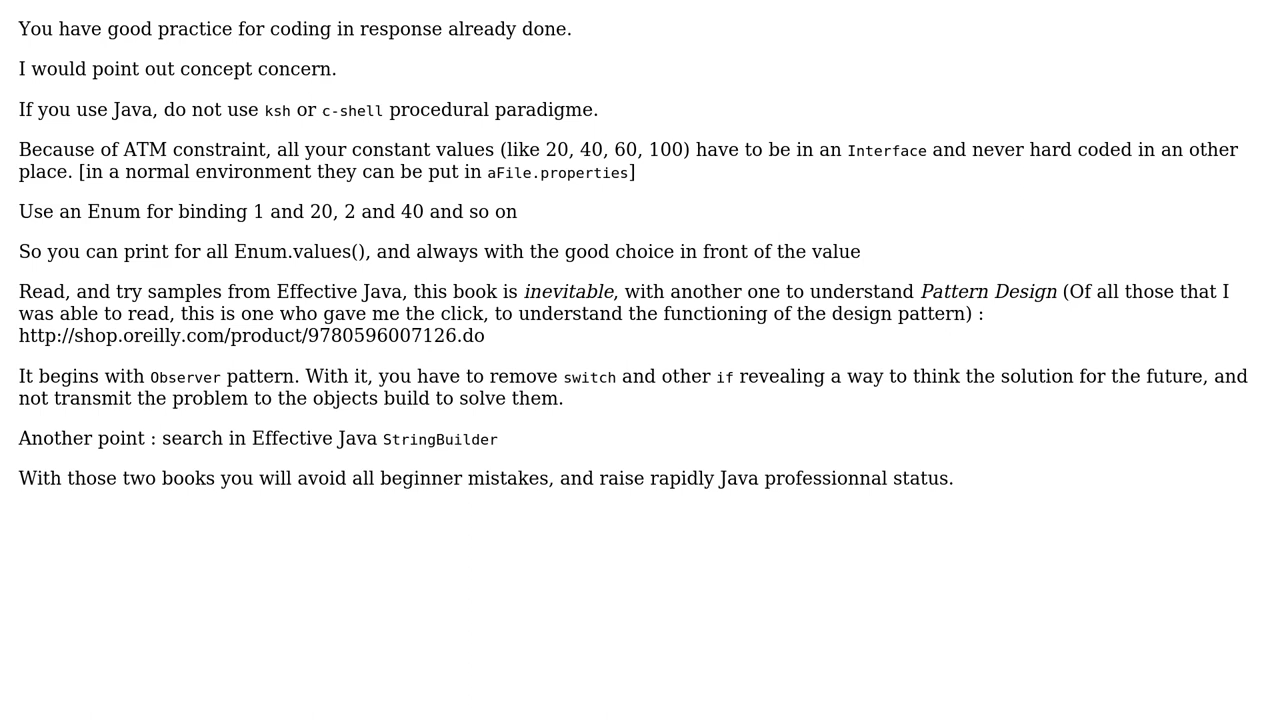 You have good practice for coding in response already done.
I would point out concept concern.
If you use Java, do not use ksh or c-shell procedural paradigme.
Because of ATM constraint, all your constant values (like 20, 40, 60, 100) have to be in an Interface and never hard coded in an other
place. [in a normal environment they can be put in aFile.properties]
Use an Enum for binding 1 and 20, 2 and 40 and so on
So you can print for all Enum.values(), and always with the good choice in front of the value
Read, and try samples from Effective Java, this book is inevitable, with another one to understand Pattern Design (Of all those that I
was able to read, this is one who gave me the click, to understand the functioning of the design pattern) :
http://shop.oreilly.com/product/9780596007126.do
It begins with Observer pattern. With it, you have to remove switch and other if revealing a way to think the solution for the future, and
not transmit the problem to the objects build to solve them.
Another point : search in Effective Java StringBuilder
With those two books you will avoid all beginner mistakes, and raise rapidly Java professionnal status.